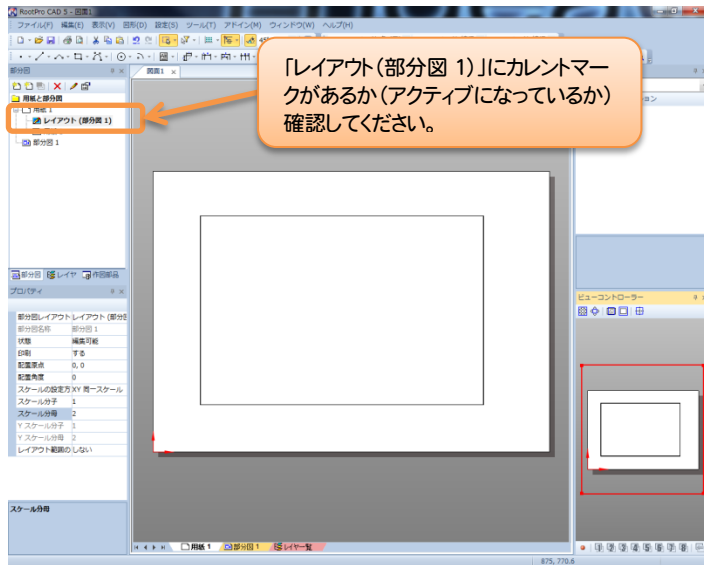 RootPro CAD 5 - 図面1
ファイル(F) 編集(E) 表示(V) 図形(D) 設定(S) ツール(T) アドイン(M) ウィンドウ(W) ヘルプ(H)
部分図
図面1 ×
「レイアウト(部分図 1)」にカレントマー
クがあるか(アクティブになっているか)
確認してください。
用紙と部分図
用紙 1
レイアウト (部分図 1)
部分図 1
部分図 レイヤ 作図部品
プロパティ
部分図レイアウト レイアウト (部分図
部分図名称 部分図 1
状態 編集可能
印刷 する
配置原点 0, 0
配置角度 0
スケールの設定方 XY 同一スケール
スケール分子 1
スケール分母 2
Y スケール分子 1
Y スケール分母 2
レイアウト範囲の しない
スケール分母
ビューコントローラー
用紙 1 部分図 1 レイヤ一覧
1 2 3 4 5 6 7 8
875, 770.6